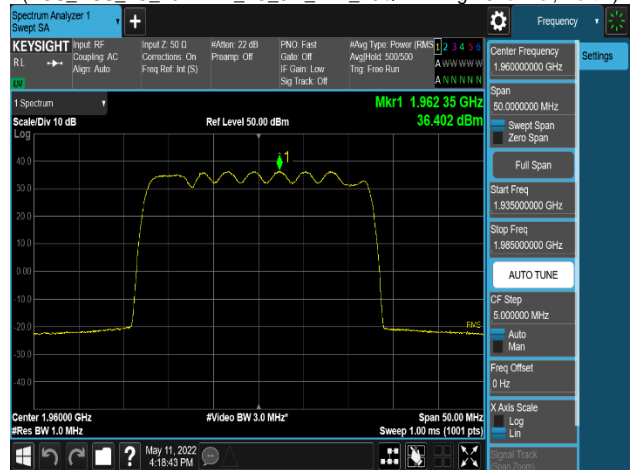 Spectrum Analyzer 1
Swept SA
Frequency
KEYSIGHT
RL
Input: RF
Coupling: AC
Align: Auto
Input Z: 50 Ω
Corrections: On
Freq Ref: Int (S)
#Atten: 22 dB
Preamp: Off
PNO: Fast
Gate: Off
IF Gain: Low
Sig Track: Off
#Avg Type: Power (RMS
Avg|Hold: 500/500
Trig: Free Run
1 2 3 4 5 6
A W W W W W
A N N N N N
1 Spectrum
Scale/Div 10 dB
Ref Level 50.00 dBm
Mkr1 1.962 35 GHz
36.402 dBm
Log
40.0
30.0
20.0
10.0
0.00
-10.0
-20.0
-30.0
-40.0
1
RMS
Center 1.96000 GHz
#Video BW 3.0 MHz*
Span 50.00 MHz
#Res BW 1.0 MHz
Sweep 1.00 ms (1001 pts)
May 11, 2022
4:18:43 PM
Center Frequency
1.960000000 GHz
Settings
Span
50.0000000 MHz
Swept Span
Zero Span
Full Span
Start Freq
1.935000000 GHz
Stop Freq
1.985000000 GHz
AUTO TUNE
CF Step
5.000000 MHz
Auto
Man
Freq Offset
0 Hz
X Axis Scale
Log
Lin
Signal Track
(Span Zoom)